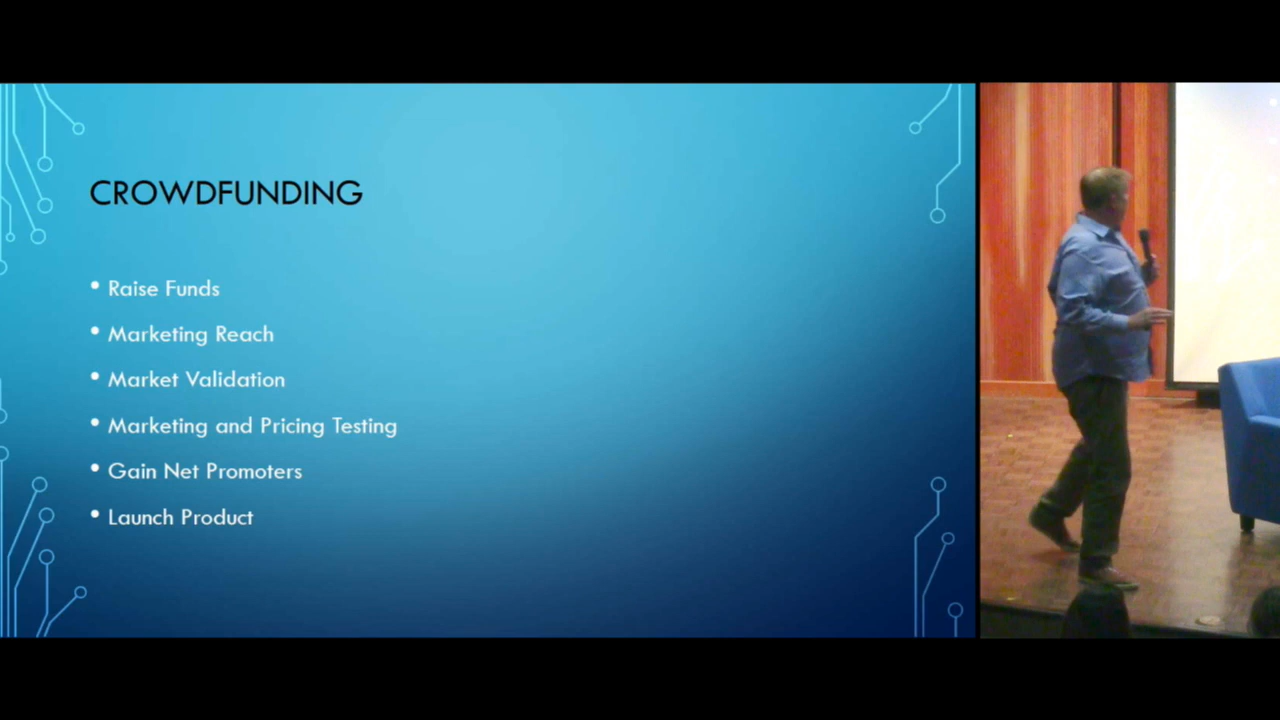 CROWDFUNDING
• Raise Funds
• Marketing Reach
• Market Validation
• Marketing and Pricing Testing
• Gain Net Promoters
• Launch Product